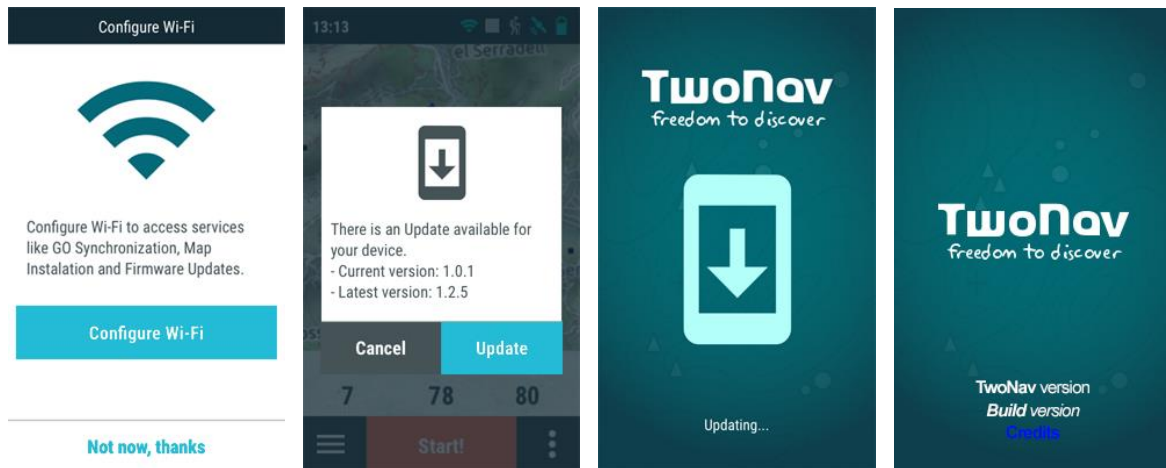 Configure Wi-Fi
Configure Wi-Fi to access services
like GO Synchronization, Map
Instalation and Firmware Updates.
Configure Wi-Fi
Not now, thanks
13:13
el Serradell
There is an Update available for
your device.
- Current version: 1.0.1
- Latest version: 1.2.5
Cancel
Update
7 78 80
Start!
TwoNav
freedom to discover
Updating...
TwoNav
freedom to discover
TwoNav version
Build version
Credits